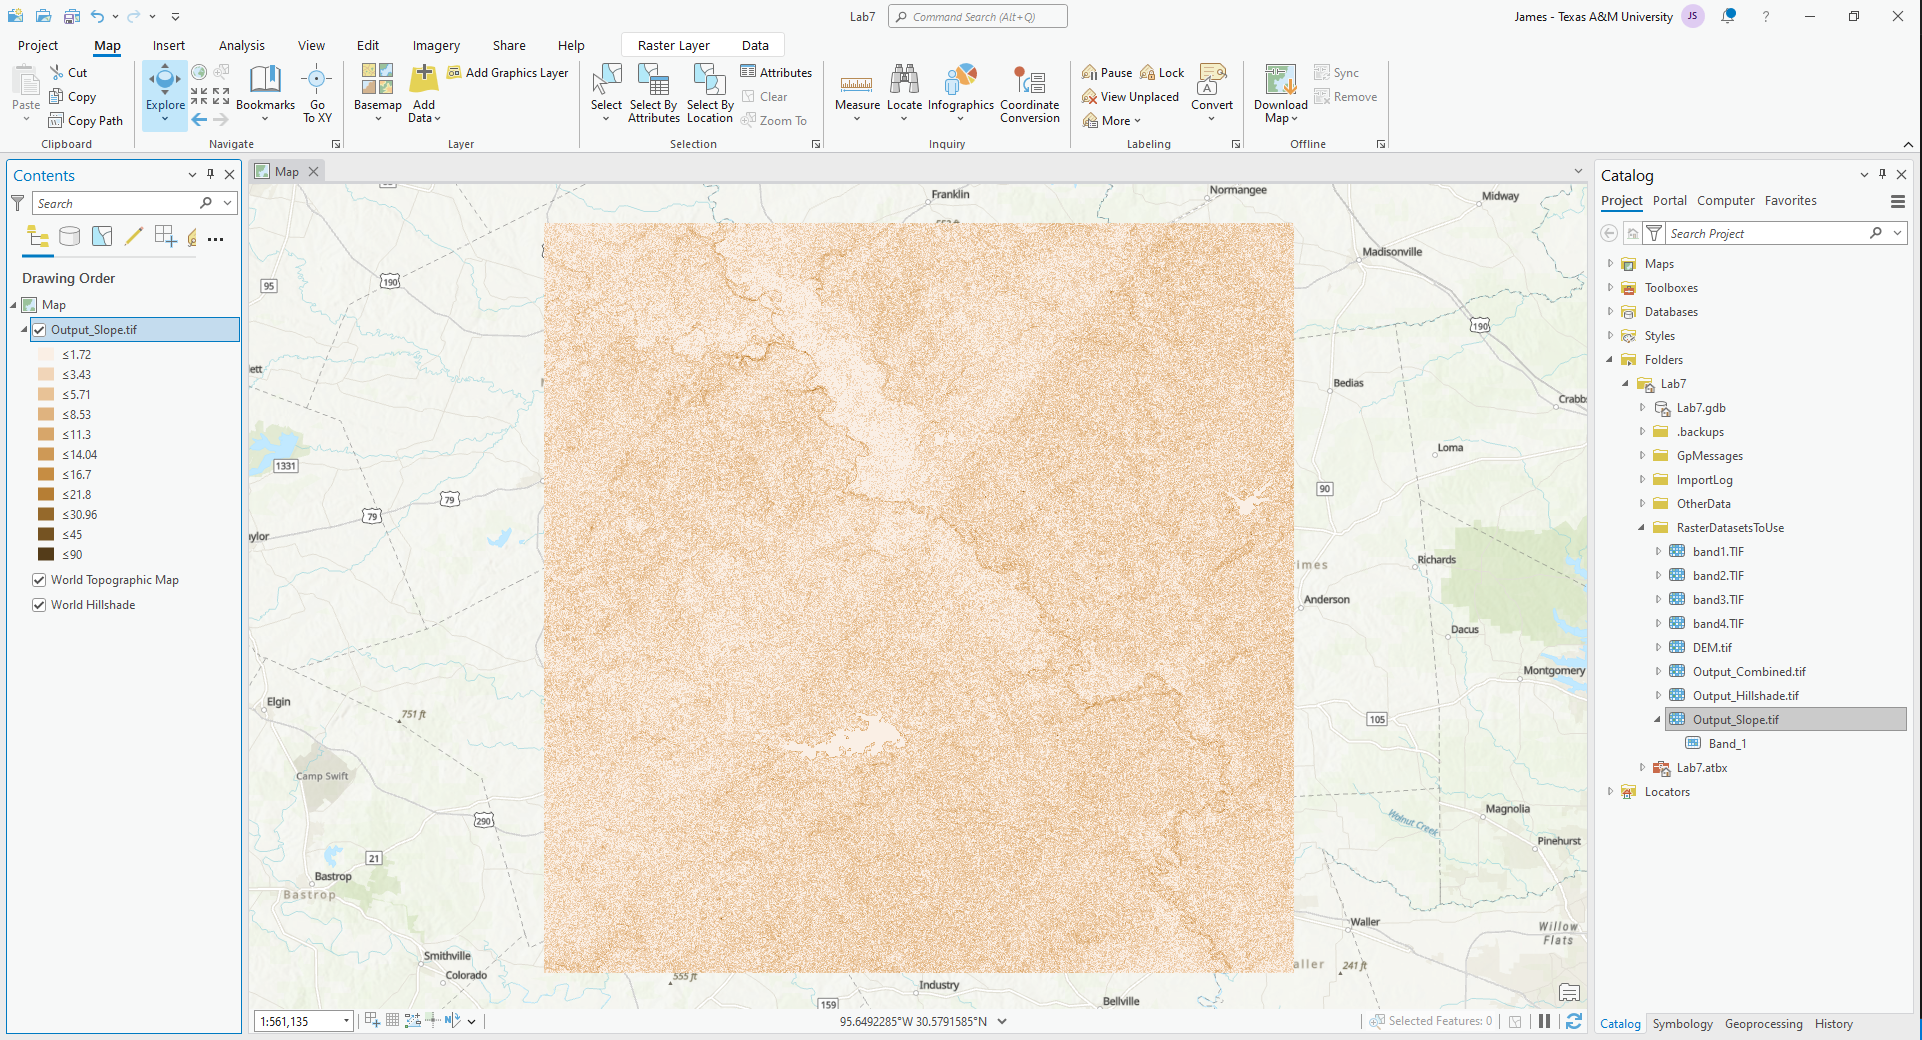 Lab7
Command Search (Alt+Q)
James - Texas A&M University
JS
?
Project
Map
Insert
Analysis
View
Edit
Imagery
Share
Help
Raster Layer
Data
Paste
Cut
Copy
Copy Path
Clipboard
Explore
Bookmarks
Go
To XY
Navigate
Basemap
Add
Data
Add Graphics Layer
Layer
Select
Select By
Attributes
Select By
Location
Attributes
Clear
Zoom To
Selection
Measure
Locate
Infographics
Coordinate
Conversion
Inquiry
Pause
Lock
View Unplaced
More
Convert
Labeling
Download
Map
Sync
Remove
Offline
Contents
Search
Drawing Order
Map
Output_Slope.tif
≤1.72
≤3.43
≤5.71
≤8.53
≤11.3
≤14.04
≤16.7
≤21.8
≤30.96
≤45
≤90
World Topographic Map
World Hillshade
Map
Franklin
Normangee
Midway
Madisonville
95
190
190
ett
Bedias
Crabb
Loma
1331
79
79
90
ylor
Richards
imes
Anderson
Dacus
Montgomery
Elgin
751 ft
105
Camp Swift
Magnolia
290
Walnut Creek
Pinehurst
21
Bastrop
Bastrop
Waller
Willow
Flats
Smithville
Colorado
555 ft
aller
241 ft
Industry
159
Bellville
1:561,135
95.6492285°W 30.5791585°N
Selected Features: 0
Catalog
Project
Portal
Computer
Favorites
Search Project
Maps
Toolboxes
Databases
Styles
Folders
Lab7
Lab7.gdb
.backups
GpMessages
ImportLog
OtherData
RasterDatasetsToUse
band1.TIF
band2.TIF
band3.TIF
band4.TIF
DEM.tif
Output_Combined.tif
Output_Hillshade.tif
Output_Slope.tif
Band_1
Lab7.atbx
Locators
Catalog
Symbology
Geoprocessing
History